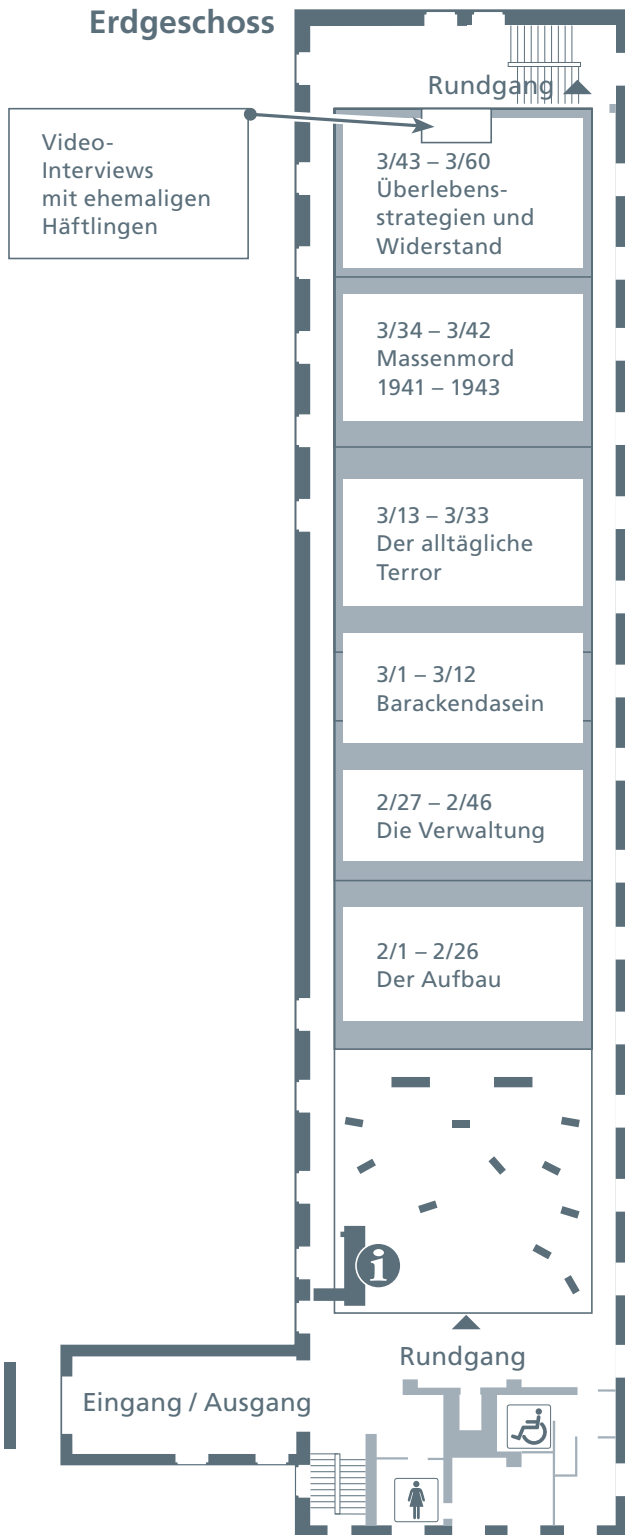 Erdgeschoss
Rundgang
Video-
Interviews
mit ehemaligen
Häftlingen
3/43 – 3/60
Überlebens-
strategien und
Widerstand
3/34 – 3/42
Massenmord
1941 – 1943
3/13 – 3/33
Der alltägliche
Terror
3/1 – 3/12
Barackendasein
2/27 – 2/46
Die Verwaltung
2/1 – 2/26
Der Aufbau
i
Rundgang
Eingang / Ausgang